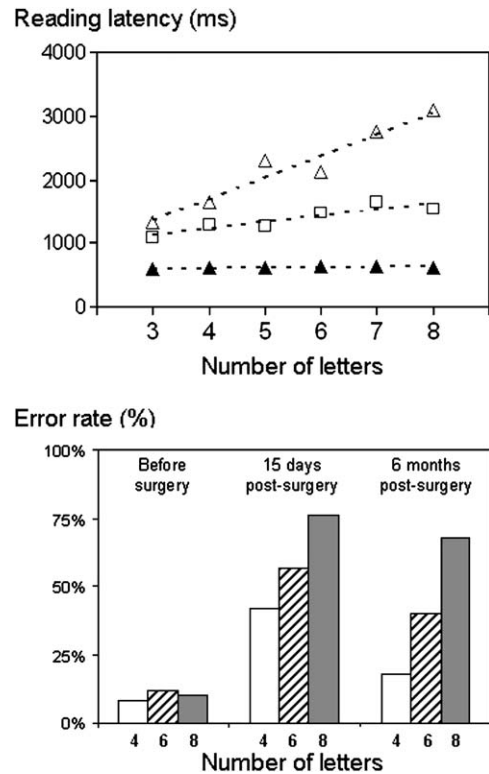 Reading latency (ms)
4000
3000
2000
1000
0
3 4 5 6 7 8
Number of letters
Error rate (%)
100%
75%
50%
25%
0%
Before
surgery
15 days
post-surgery
6 months
post-surgery
4 6 8 4 6 8 4 6 8
Number of letters